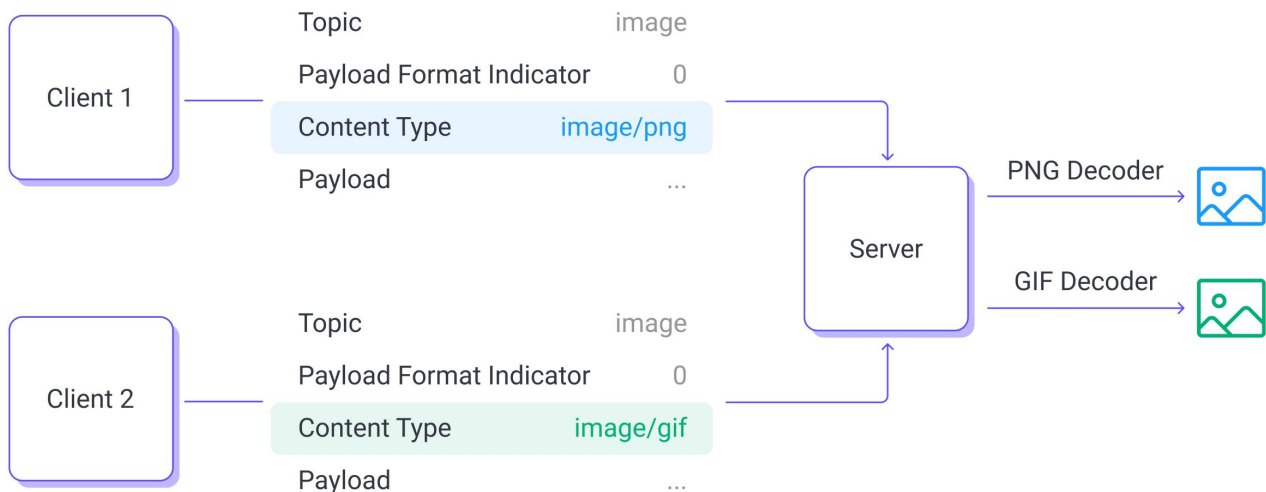 Client 1
Topic image
Payload Format Indicator 0
Content Type image/png
Payload ...
Server
PNG Decoder
GIF Decoder
Client 2
Topic image
Payload Format Indicator 0
Content Type image/gif
Payload ...